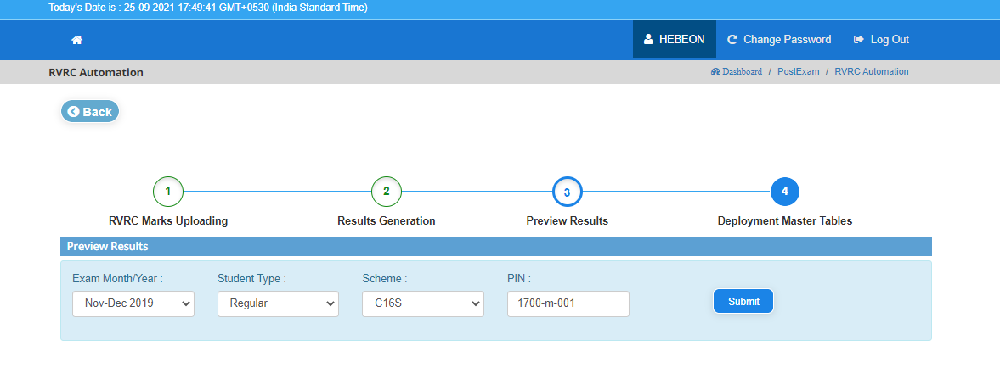 Today's Date is : 25-09-2021 17:49:41 GMT+0530 (India Standard Time)
HEBEON Change Password Log Out
RVRC Automation Dashboard / PostExam / RVRC Automation
Back
1 2 3 4
RVRC Marks Uploading Results Generation Preview Results Deployment Master Tables
Preview Results
Exam Month/Year : Student Type : Scheme : PIN :
Nov-Dec 2019 Regular C16S 1700-m-001 Submit